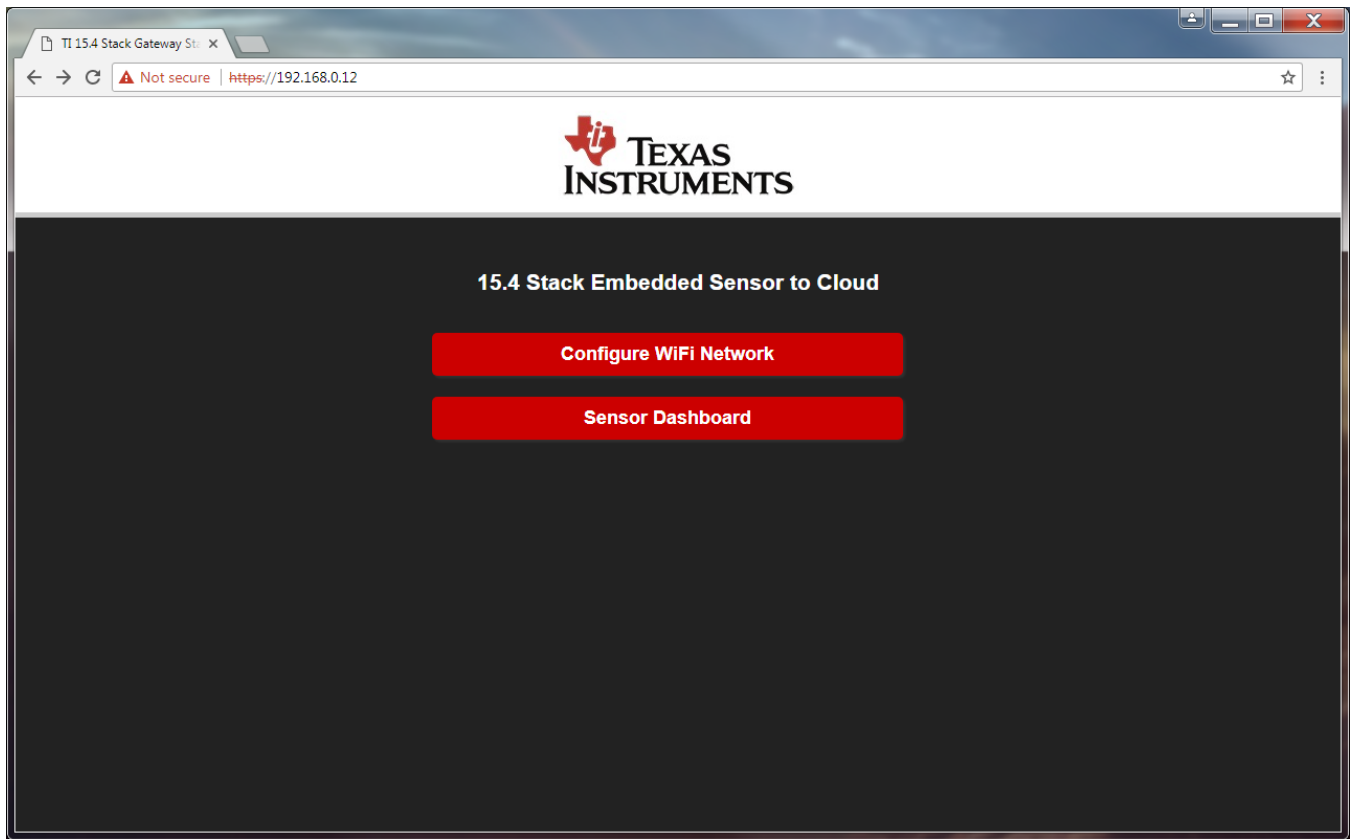 TI 15.4 Stack Gateway Sta
Not secure | https://192.168.0.12
TEXAS
INSTRUMENTS
15.4 Stack Embedded Sensor to Cloud
Configure WiFi Network
Sensor Dashboard